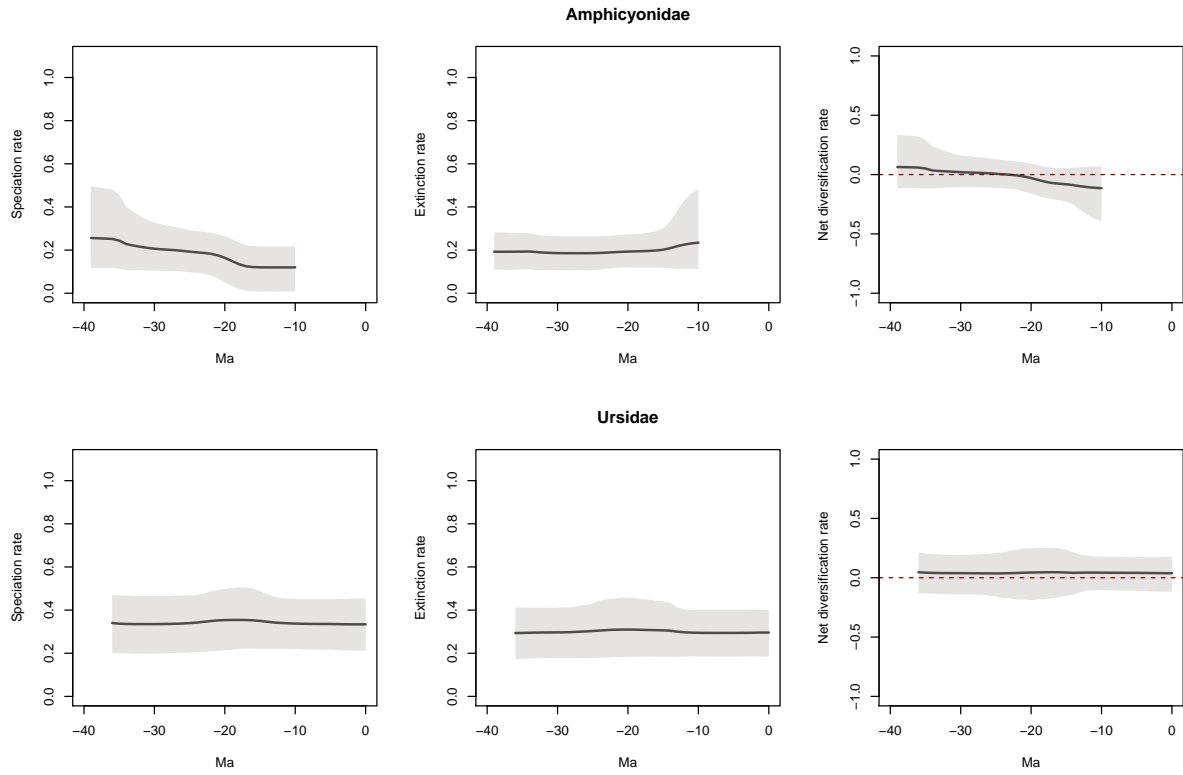 Amphicyonidae
Speciation rate
0.0 0.2 0.4 0.6 0.8 1.0
−40 −30 −20 −10 0
Ma
Extinction rate
0.0 0.2 0.4 0.6 0.8 1.0
−40 −30 −20 −10 0
Ma
Net diversification rate
−1.0 −0.5 0.0 0.5 1.0
−40 −30 −20 −10 0
Ma
Ursidae
Speciation rate
0.0 0.2 0.4 0.6 0.8 1.0
−40 −30 −20 −10 0
Ma
Extinction rate
0.0 0.2 0.4 0.6 0.8 1.0
−40 −30 −20 −10 0
Ma
Net diversification rate
−1.0 −0.5 0.0 0.5 1.0
−40 −30 −20 −10 0
Ma